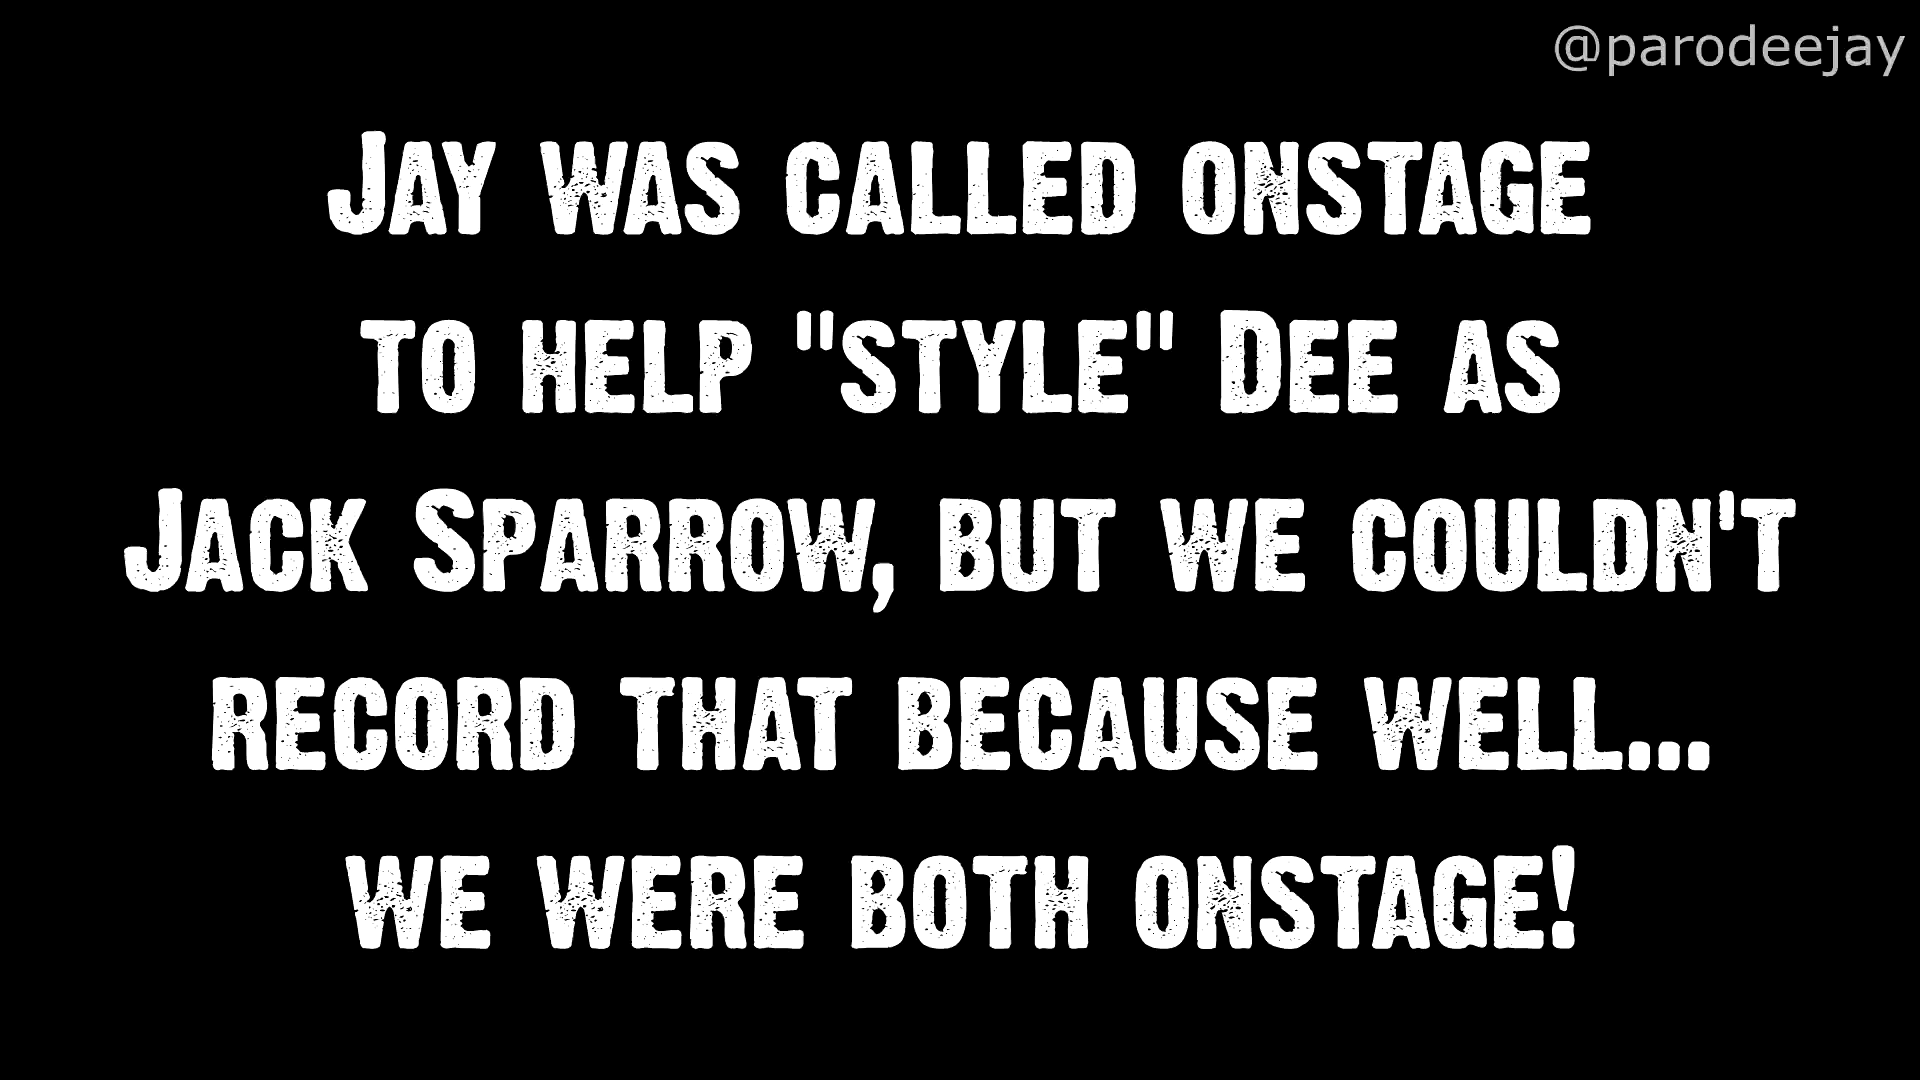 @parodeejay
Jay was called onstage
to help "style" Dee as
Jack Sparrow, but we couldn't
record that because well...
we were both onstage!